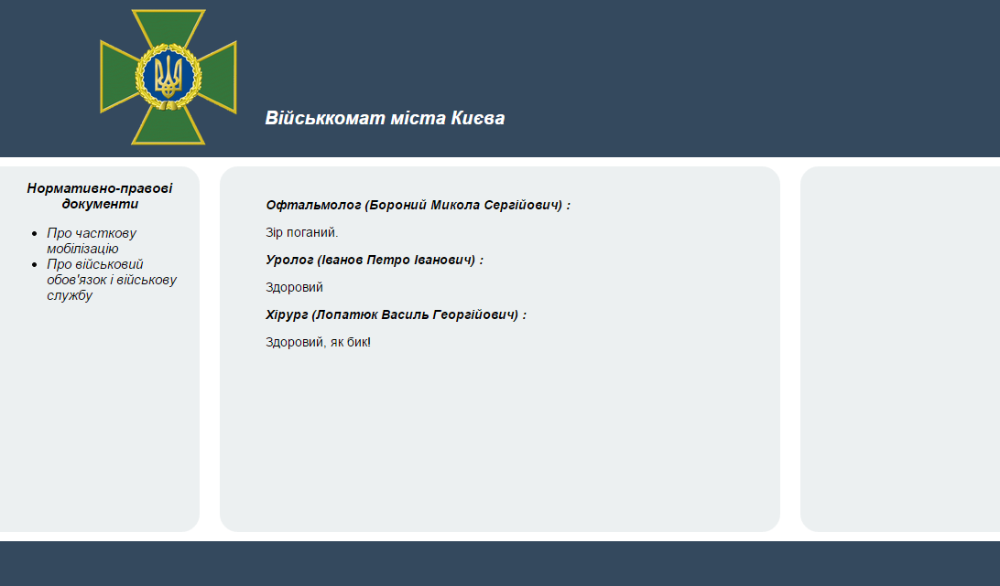 Військкомат міста Києва
Нормативно-правові
документи
Про часткову
мобілізацію
Про військовий
обов'язок і військову
службу
Офтальмолог (Бороний Микола Сергійович) :
Зір поганий.
Уролог (Іванов Петро Іванович) :
Здоровий
Хірург (Лопатюк Василь Георгійович) :
Здоровий, як бик!